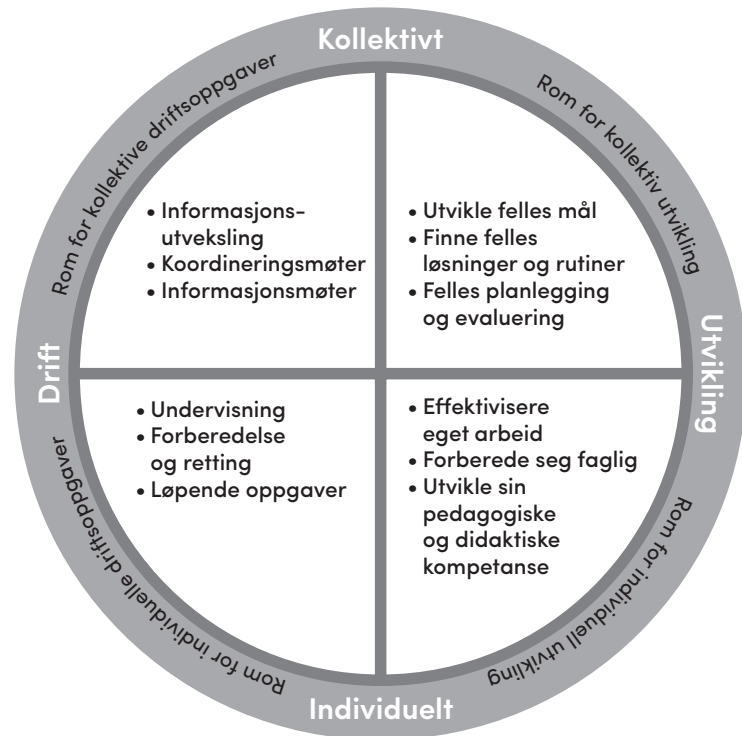 Kollektivt
Rom for kollektive driftsoppgaver
Rom for kollektiv utvikling
• Informasjons-
utveksling
• Koordineringsmøter
• Informasjonsmøter
• Utvikle felles mål
• Finne felles
løsninger og rutiner
• Felles planlegging
og evaluering
Drift
Utvikling
• Undervisning
• Forberedelse
og retting
• Løpende oppgaver
• Effektivisere
eget arbeid
• Forberede seg faglig
• Utvikle sin
pedagogiske
og didaktiske
kompetanse
Rom for individuelle driftsoppgaver
Rom for individuell utvikling
Individuelt